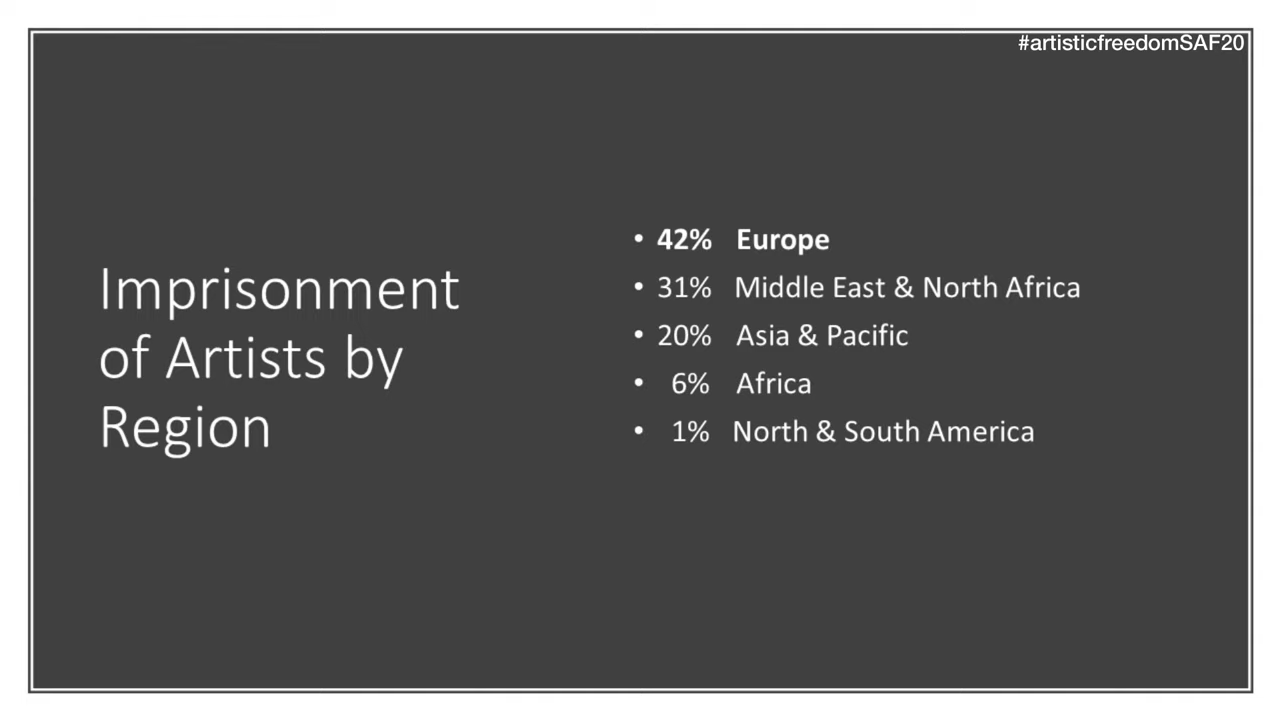 #artisticfreedomSAF20
Imprisonment
of Artists by
Region
• 42% Europe
• 31% Middle East & North Africa
• 20% Asia & Pacific
• 6% Africa
• 1% North & South America